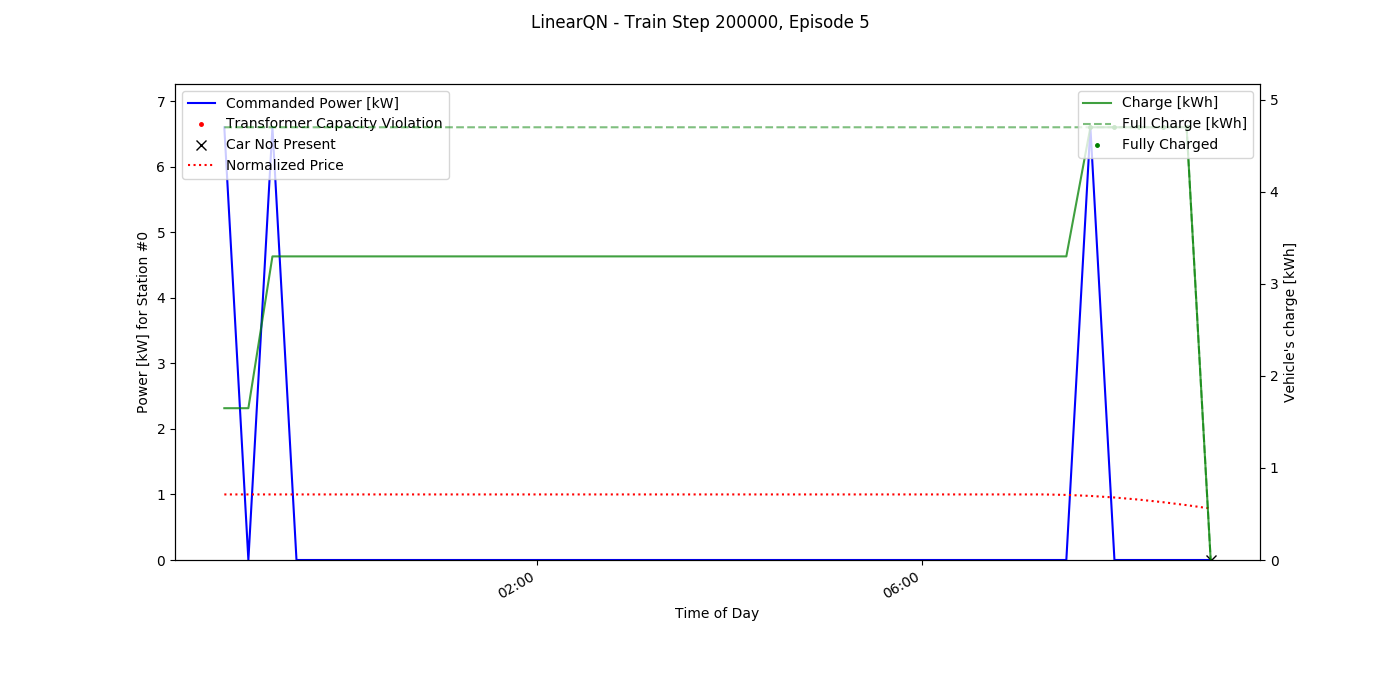 LinearQN - Train Step 200000, Episode 5
Commanded Power [kW]
Transformer Capacity Violation
Car Not Present
Normalized Price
Charge [kWh]
Full Charge [kWh]
Fully Charged
7
6
5
4
3
2
1
0
Power [kW] for Station #0
5
4
3
2
1
0
Vehicle's charge [kWh]
02:00
06:00
Time of Day